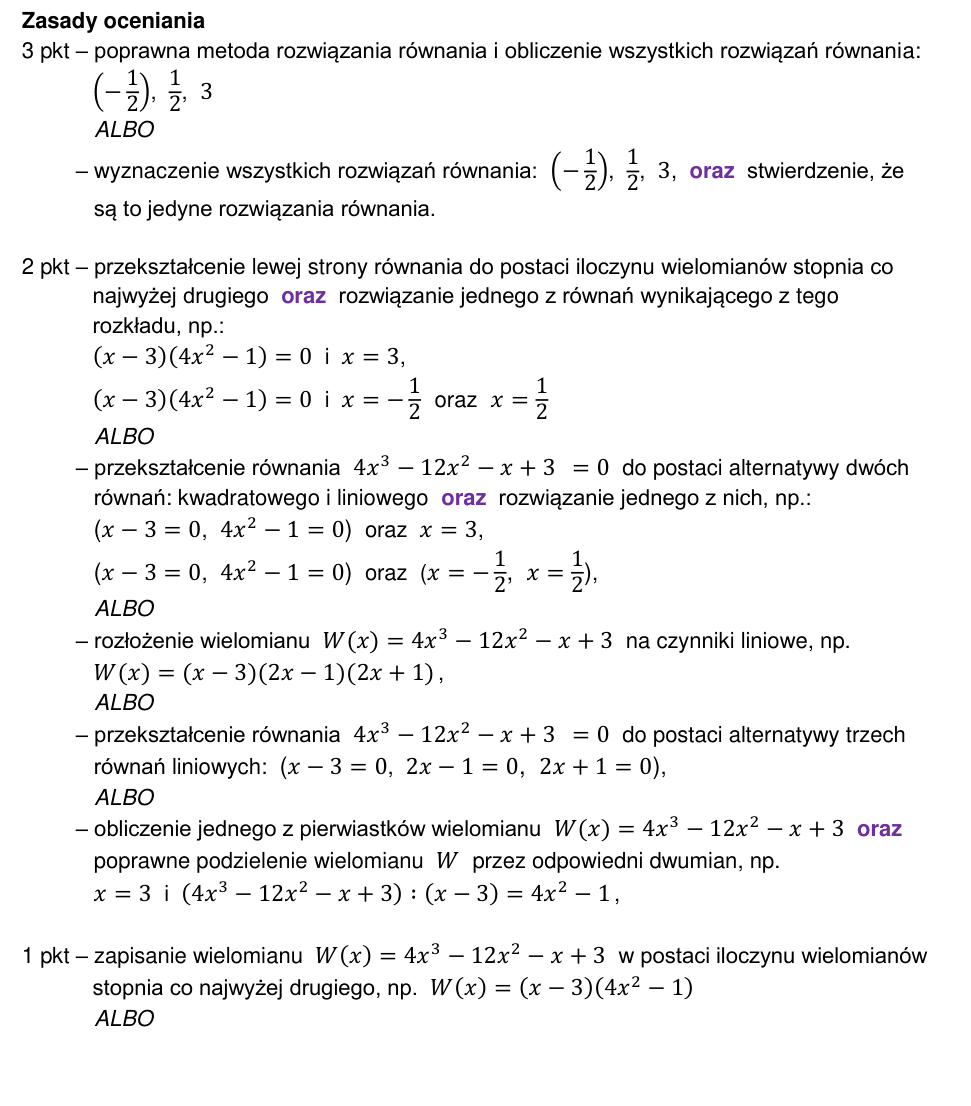 Zasady oceniania
3 pkt – poprawna metoda rozwiązania równania i obliczenie wszystkich rozwiązań równania:
(−1/2), 1/2, 3
ALBO
– wyznaczenie wszystkich rozwiązań równania: (−1/2), 1/2, 3, oraz stwierdzenie, że
są to jedyne rozwiązania równania.
2 pkt – przekształcenie lewej strony równania do postaci iloczynu wielomianów stopnia co
najwyżej drugiego oraz rozwiązanie jednego z równań wynikającego z tego
rozkładu, np.:
(x − 3)(4x² − 1) = 0 i x = 3,
(x − 3)(4x² − 1) = 0 i x = −1/2 oraz x = 1/2
ALBO
– przekształcenie równania 4x³ − 12x² − x + 3 = 0 do postaci alternatywy dwóch
równań: kwadratowego i liniowego oraz rozwiązanie jednego z nich, np.:
(x − 3 = 0, 4x² − 1 = 0) oraz x = 3,
(x − 3 = 0, 4x² − 1 = 0) oraz (x = −1/2, x = 1/2),
ALBO
– rozłożenie wielomianu W(x) = 4x³ − 12x² − x + 3 na czynniki liniowe, np.
W(x) = (x − 3)(2x − 1)(2x + 1),
ALBO
– przekształcenie równania 4x³ − 12x² − x + 3 = 0 do postaci alternatywy trzech
równań liniowych: (x − 3 = 0, 2x − 1 = 0, 2x + 1 = 0),
ALBO
– obliczenie jednego z pierwiastków wielomianu W(x) = 4x³ − 12x² − x + 3 oraz
poprawne podzielenie wielomianu W przez odpowiedni dwumian, np.
x = 3 i (4x³ − 12x² − x + 3) : (x − 3) = 4x² − 1,
1 pkt – zapisanie wielomianu W(x) = 4x³ − 12x² − x + 3 w postaci iloczynu wielomianów
stopnia co najwyżej drugiego, np. W(x) = (x − 3)(4x² − 1)
ALBO